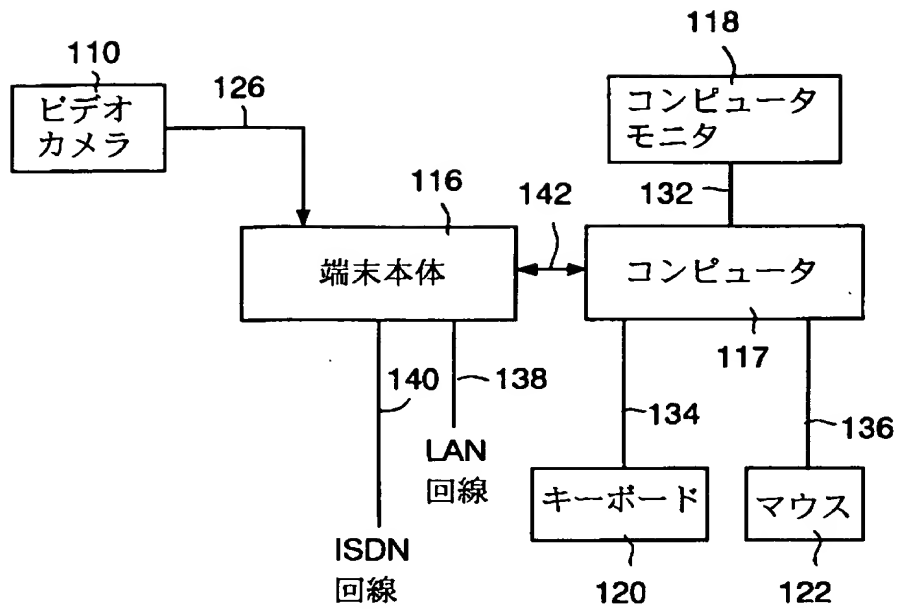 118
110
126
ビデオ
カメラ
コンピュータ
モニタ
116
142
132
端末本体
コンピュータ
117
140
138
134
136
LAN
回線
キーボード
マウス
ISDN
回線
120
122